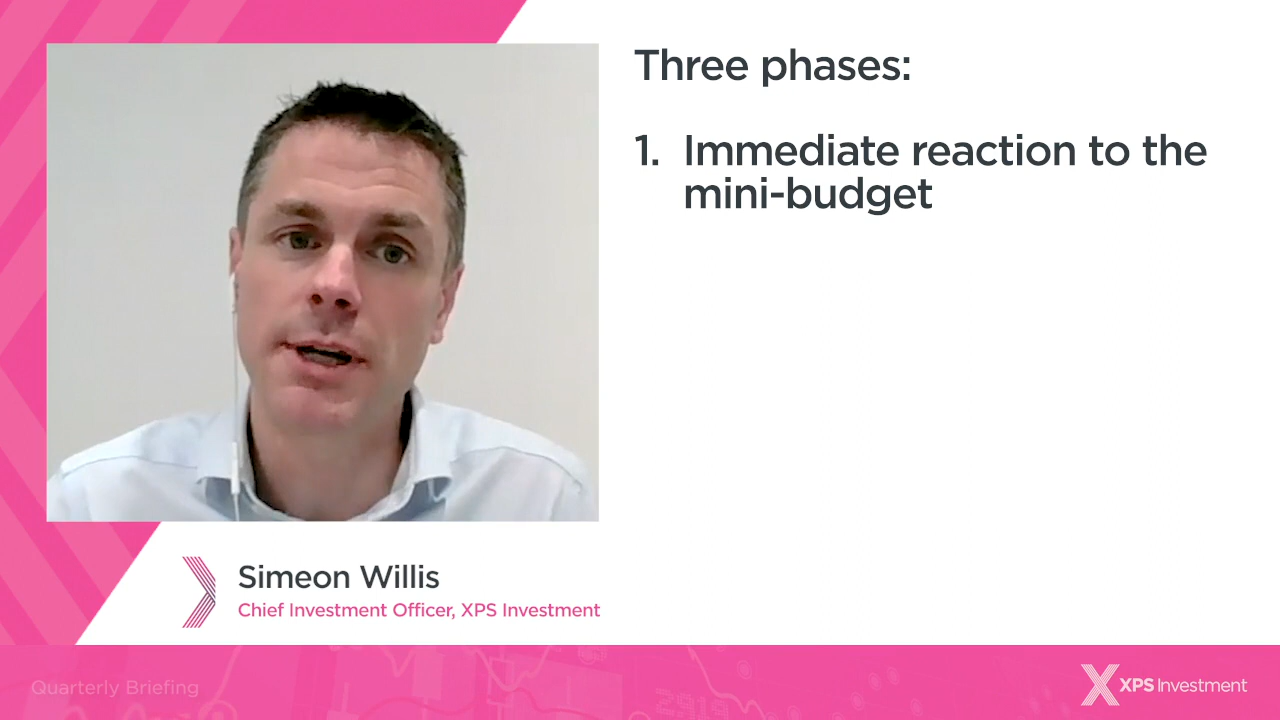 Three phases:
1. Immediate reaction to the
mini-budget
Simeon Willis
Chief Investment Officer, XPS Investment
Quarterly Briefing
XPS Investment